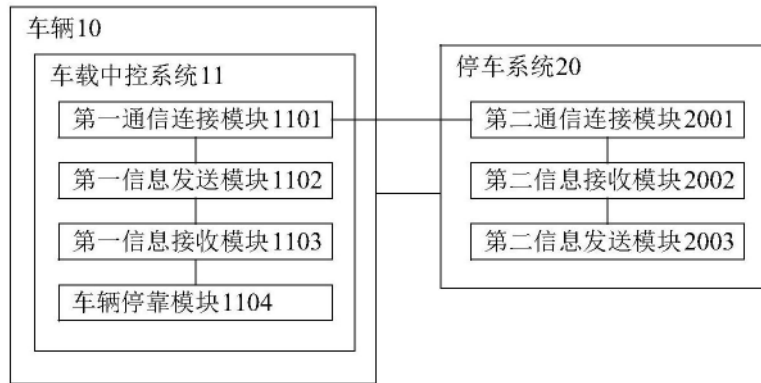 车辆10
车载中控系统11
第一通信连接模块1101
第一信息发送模块1102
第一信息接收模块1103
车辆停靠模块1104
停车系统20
第二通信连接模块2001
第二信息接收模块2002
第二信息发送模块2003